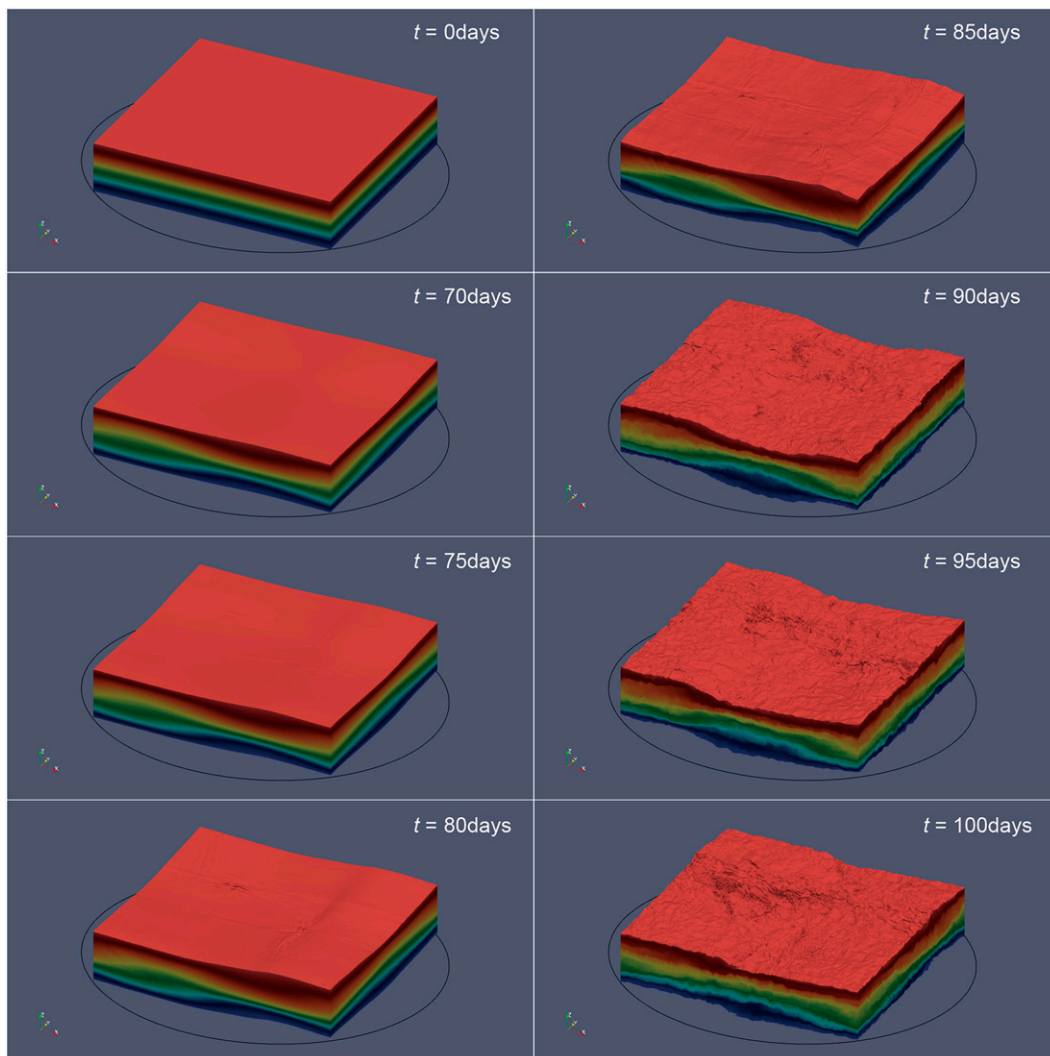 t = 0days
t = 85days
t = 70days
t = 90days
t = 75days
t = 95days
t = 80days
t = 100days